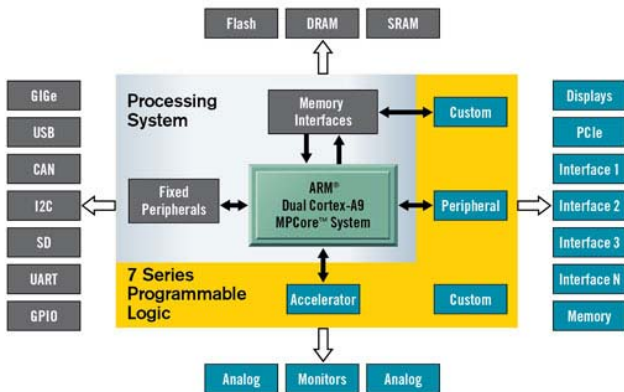 Flash
DRAM
SRAM
GIGe
USB
CAN
I2C
SD
UART
GPIO
Processing
System
Memory
Interfaces
Custom
Fixed
Peripherals
ARM®
Dual Cortex-A9
MPCore™ System
Peripheral
7 Series
Programmable
Logic
Accelerator
Custom
Displays
PCIe
Interface 1
Interface 2
Interface 3
Interface N
Memory
Analog
Monitors
Analog